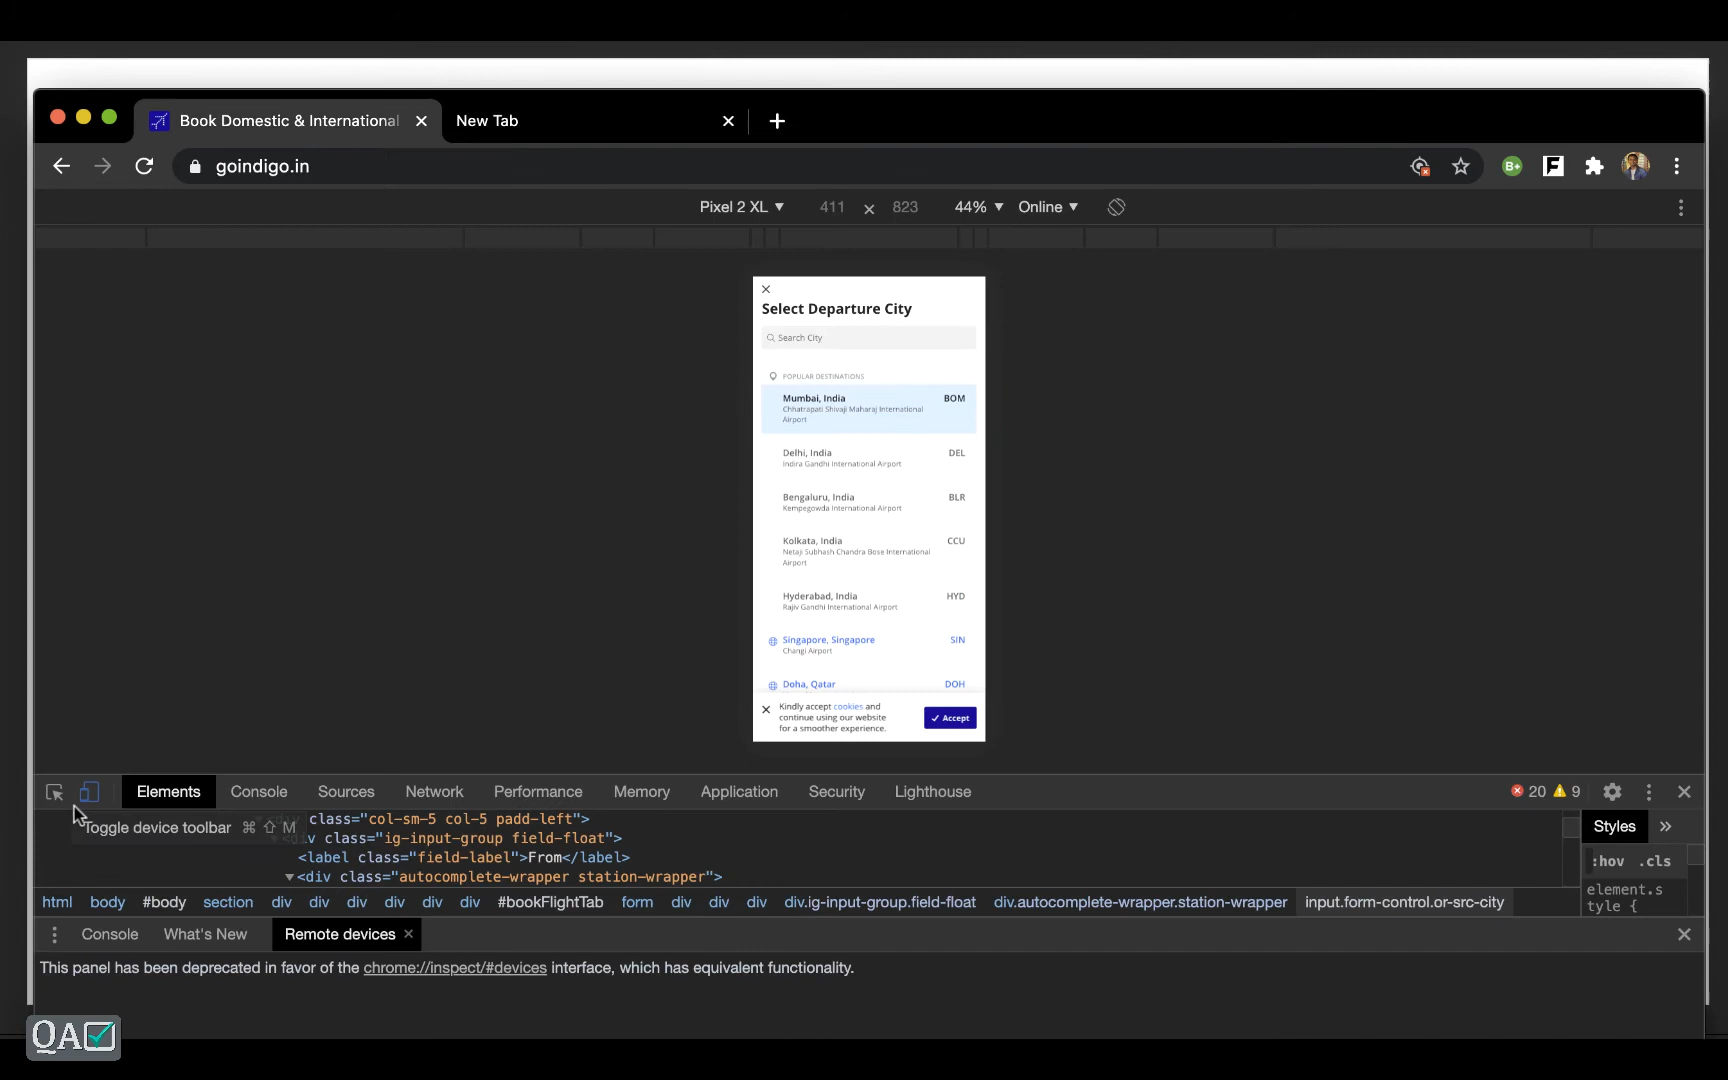 Book Domestic & International
New Tab
goindigo.in
B+
F
Pixel 2 XL
411 x 823
44%
Online
Select Departure City
Search City
POPULAR DESTINATIONS
Mumbai, India BOM
Chhatrapati Shivaji Maharaj International
Airport
Delhi, India DEL
Indira Gandhi International Airport
Bengaluru, India BLR
Kempegowda International Airport
Kolkata, India CCU
Netaji Subhash Chandra Bose International
Airport
Hyderabad, India HYD
Rajiv Gandhi International Airport
Singapore, Singapore SIN
Changi Airport
Doha, Qatar DOH
Kindly accept cookies and
continue using our website
for a smoother experience.
Accept
Elements Console Sources Network Performance Memory Application Security Lighthouse 20 9
class="col-sm-5 col-5 padd-left">
Toggle device toolbar ⌘ ⇧ M
<div class="ig-input-group field-float">
<label class="field-label">From</label>
▼<div class="autocomplete-wrapper station-wrapper">
Styles »
:hov .cls
element.s
tyle {
html body #body section div div div div div div #bookFlightTab form div div div div.ig-input-group.field-float div.autocomplete-wrapper.station-wrapper input.form-control.or-src-city
Console What's New Remote devices
This panel has been deprecated in favor of the chrome://inspect/#devices interface, which has equivalent functionality.
QA